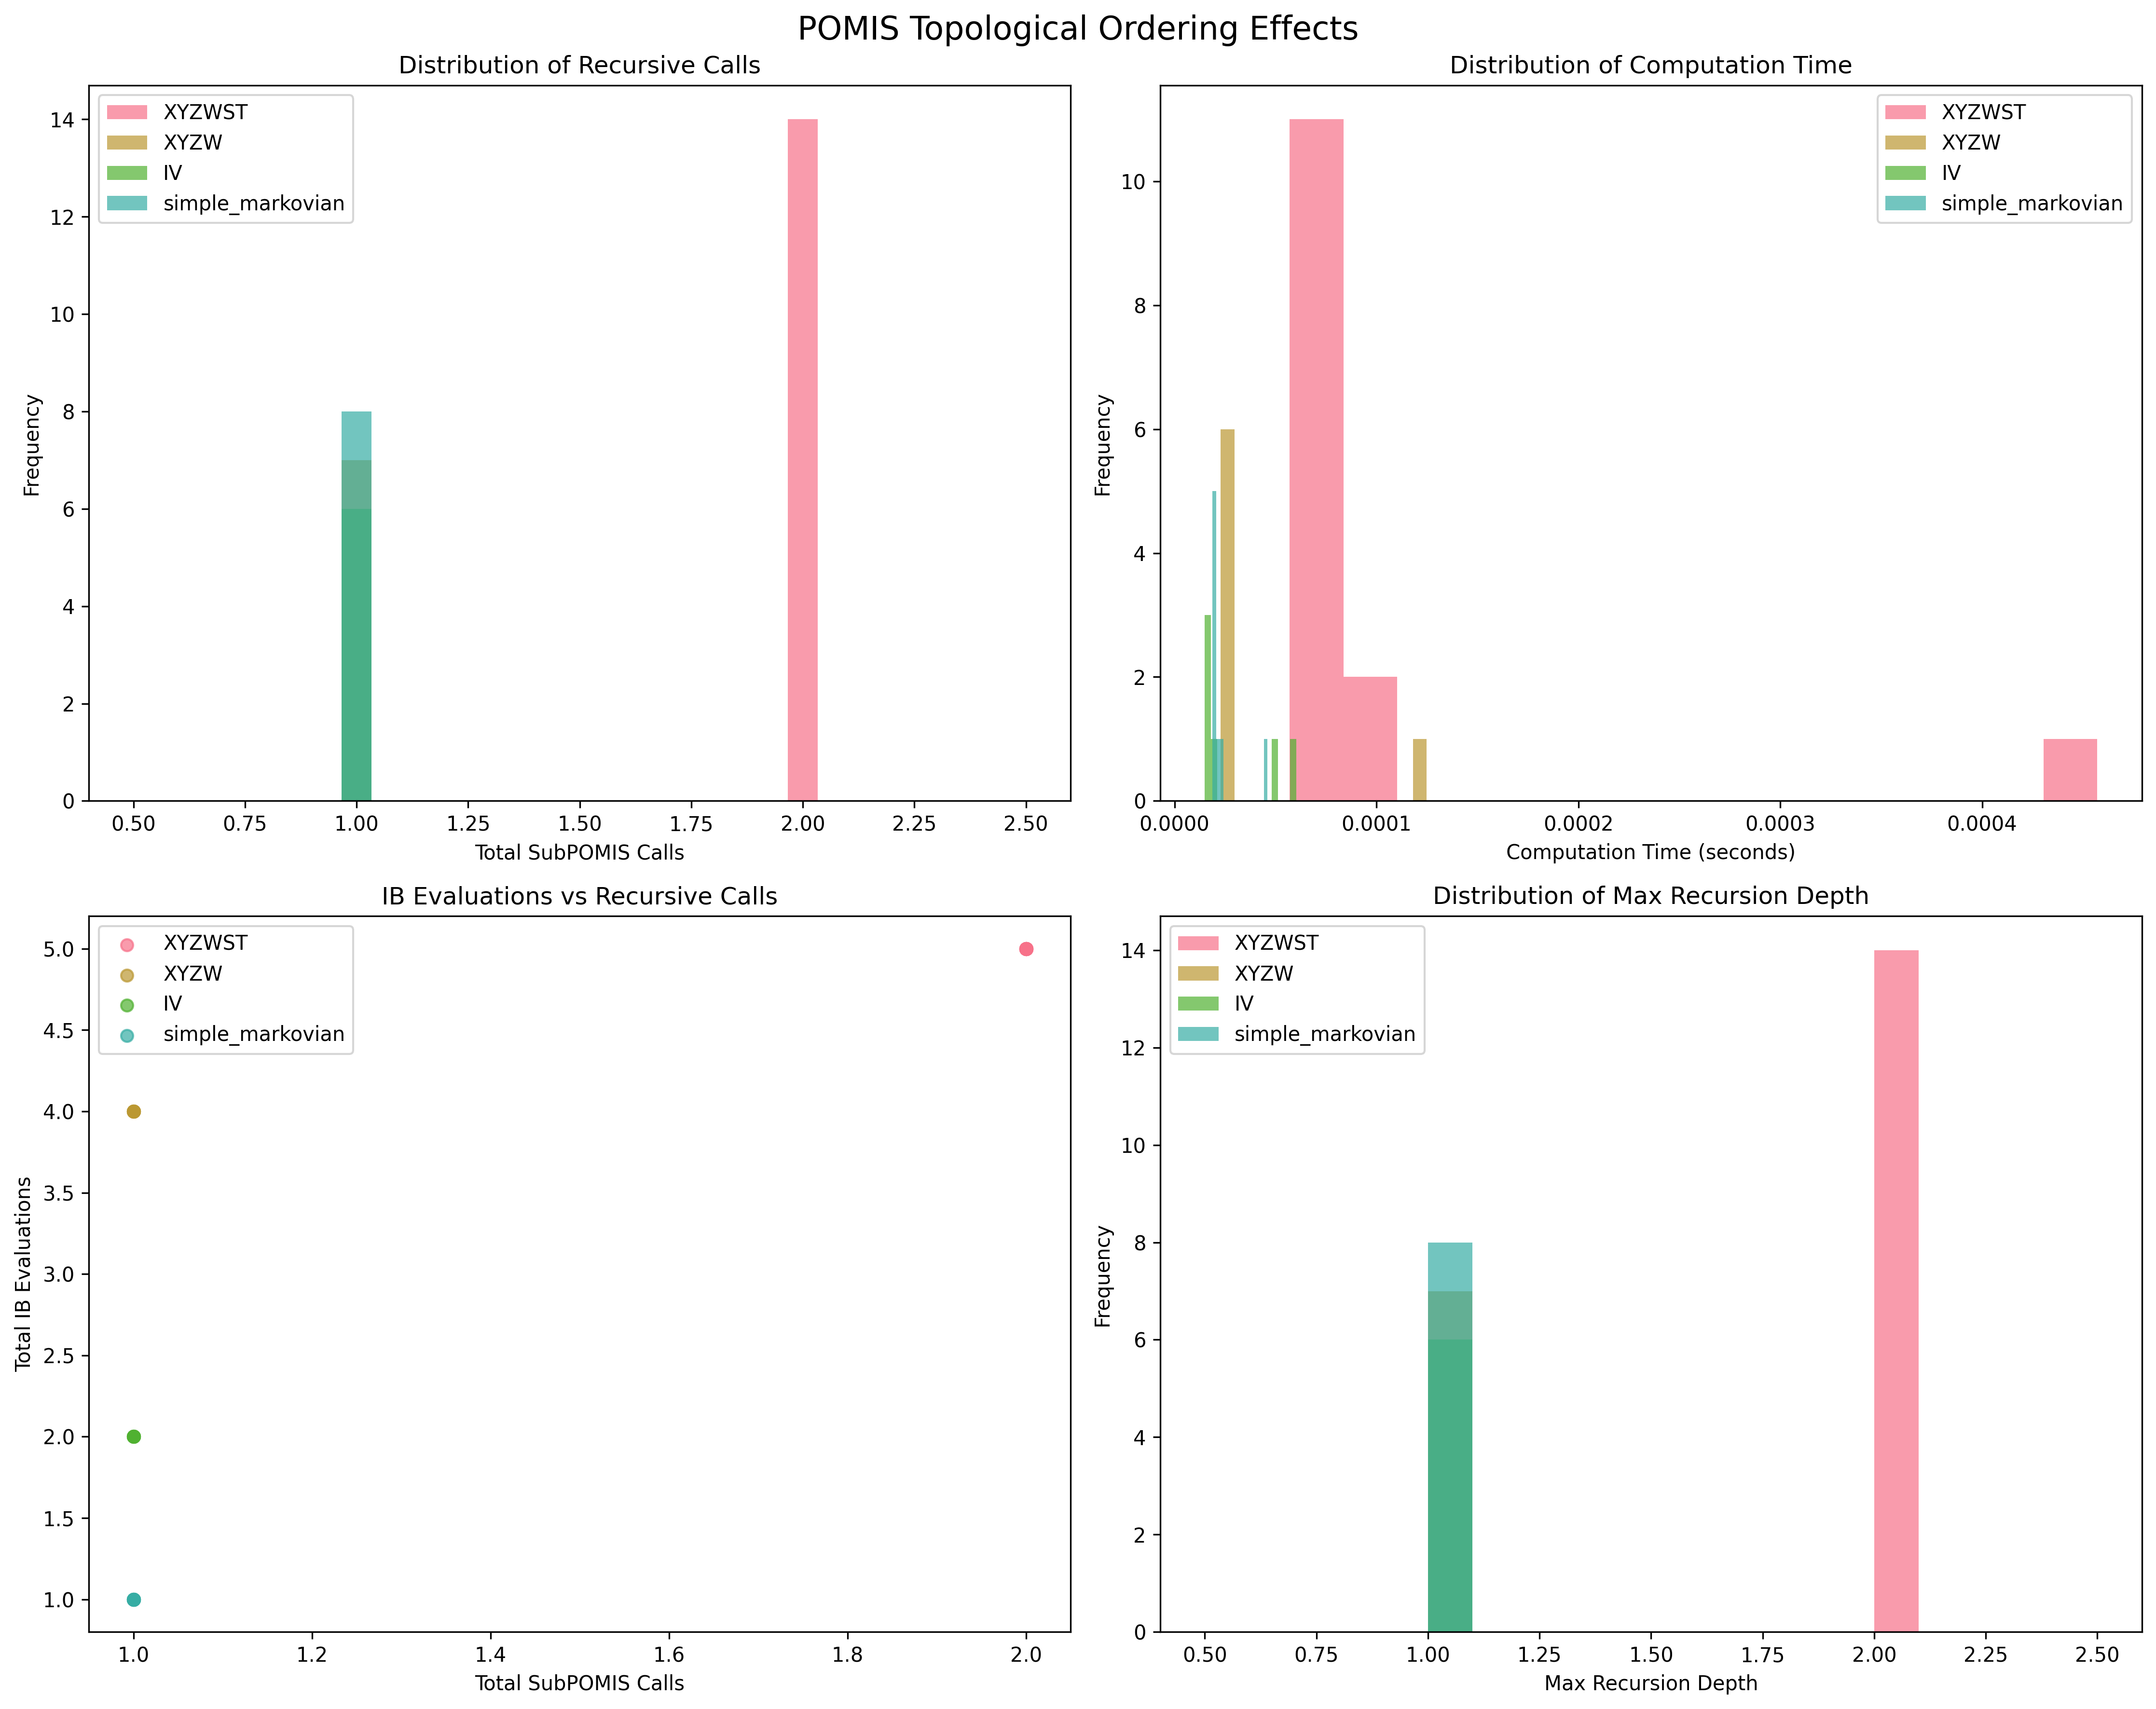 POMIS Topological Ordering Effects
Distribution of Recursive Calls
XYZWST
XYZW
IV
simple_markovian
Frequency
14
12
10
8
6
4
2
0
0.50 0.75 1.00 1.25 1.50 1.75 2.00 2.25 2.50
Total SubPOMIS Calls
Distribution of Computation Time
XYZWST
XYZW
IV
simple_markovian
Frequency
10
8
6
4
2
0
0.0000 0.0001 0.0002 0.0003 0.0004
Computation Time (seconds)
IB Evaluations vs Recursive Calls
XYZWST
XYZW
IV
simple_markovian
Total IB Evaluations
5.0
4.5
4.0
3.5
3.0
2.5
2.0
1.5
1.0
1.0 1.2 1.4 1.6 1.8 2.0
Total SubPOMIS Calls
Distribution of Max Recursion Depth
XYZWST
XYZW
IV
simple_markovian
Frequency
14
12
10
8
6
4
2
0
0.50 0.75 1.00 1.25 1.50 1.75 2.00 2.25 2.50
Max Recursion Depth